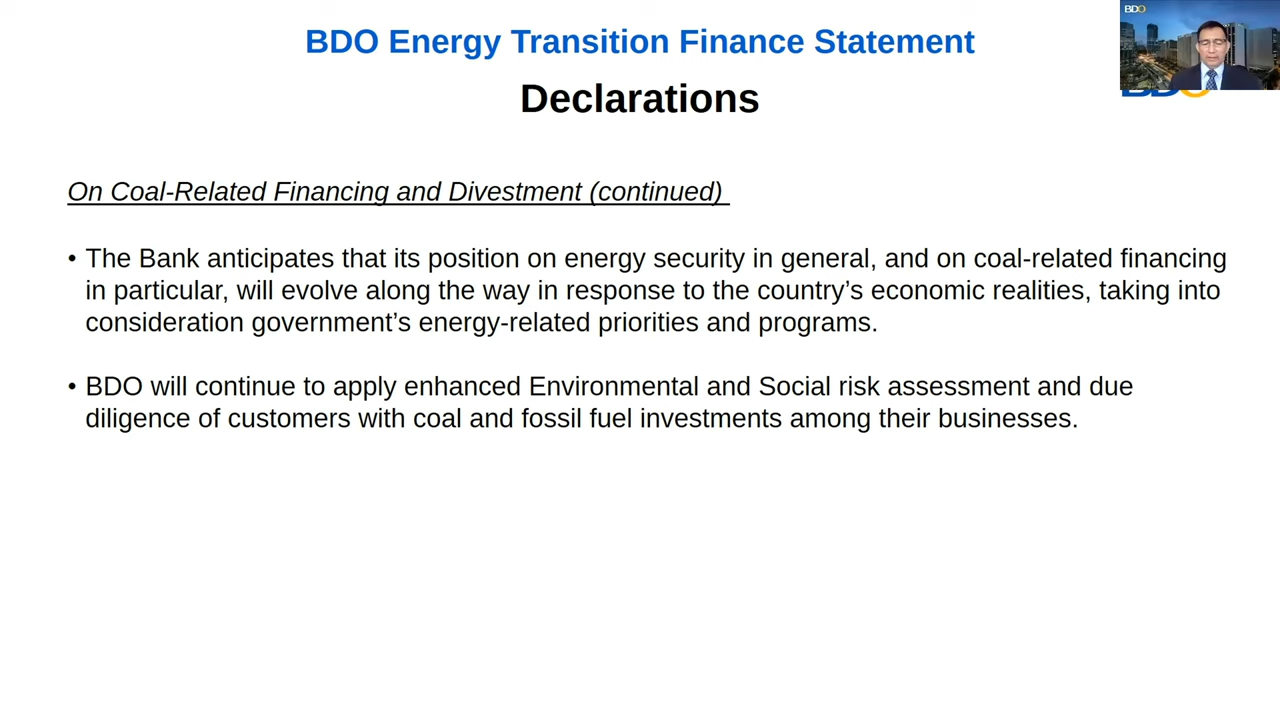 BDO Energy Transition Finance Statement
BDO
BDO
Declarations
On Coal-Related Financing and Divestment (continued)
• The Bank anticipates that its position on energy security in general, and on coal-related financing
in particular, will evolve along the way in response to the country’s economic realities, taking into
consideration government’s energy-related priorities and programs.
• BDO will continue to apply enhanced Environmental and Social risk assessment and due
diligence of customers with coal and fossil fuel investments among their businesses.